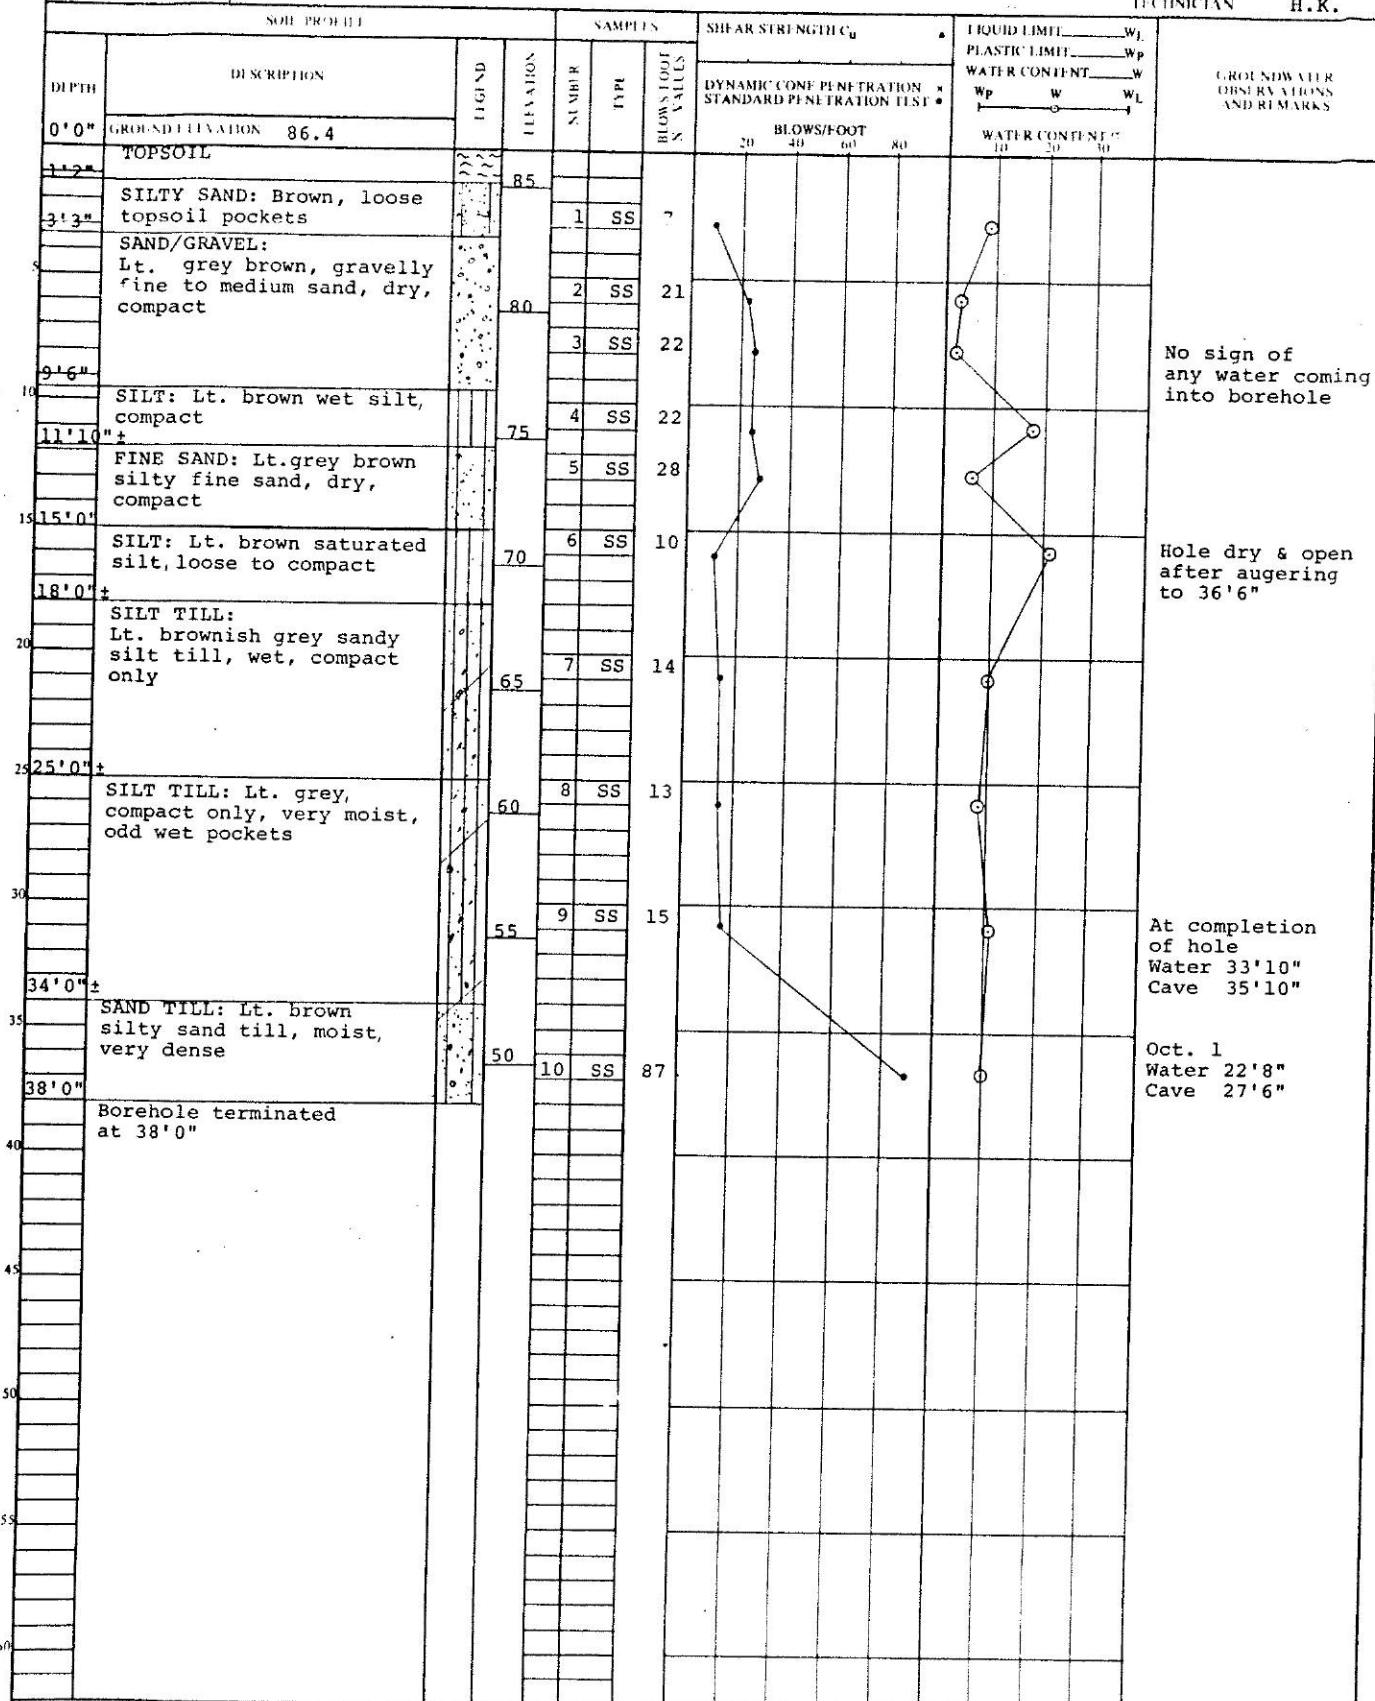 TECHNICIAN H.K.
SOIL PROFILE
SAMPLES
SHEAR STRENGTH Cu
LIQUID LIMIT WL
PLASTIC LIMIT WP
WATER CONTENT W
WP W WL
DEPTH
DESCRIPTION
LEGEND
ELEVATION
NUMBER
TYPE
BLOWS/FOOT
N VALUES
DYNAMIC CONE PENETRATION ×
STANDARD PENETRATION TEST •
GROUNDWATER
OBSERVATIONS
AND REMARKS
0'0" GROUND ELEVATION 86.4
BLOWS/FOOT
20 40 60 80
WATER CONTENT %
10 20 30
TOPSOIL
1'2"
85
SILTY SAND: Brown, loose
topsoil pockets
3'3"
1 SS 7
SAND/GRAVEL:
Lt. grey brown, gravelly
fine to medium sand, dry,
compact
5
2 SS 21
80
3 SS 22
No sign of
any water coming
into borehole
9'6"
10
SILT: Lt. brown wet silt,
compact
4 SS 22
11'10"±
75
FINE SAND: Lt.grey brown
silty fine sand, dry,
compact
5 SS 28
15 15'0"
SILT: Lt. brown saturated
silt, loose to compact
6 SS 10
70
Hole dry & open
after augering
to 36'6"
18'0"±
SILT TILL:
Lt. brownish grey sandy
silt till, wet, compact
only
20
7 SS 14
65
25 25'0"±
SILT TILL: Lt. grey,
compact only, very moist,
odd wet pockets
8 SS 13
60
30
9 SS 15
55
At completion
of hole
Water 33'10"
Cave 35'10"
34'0"±
SAND TILL: Lt. brown
silty sand till, moist,
very dense
35
50
10 SS 87
Oct. 1
Water 22'8"
Cave 27'6"
38'0"
Borehole terminated
at 38'0"
40
45
50
55
60